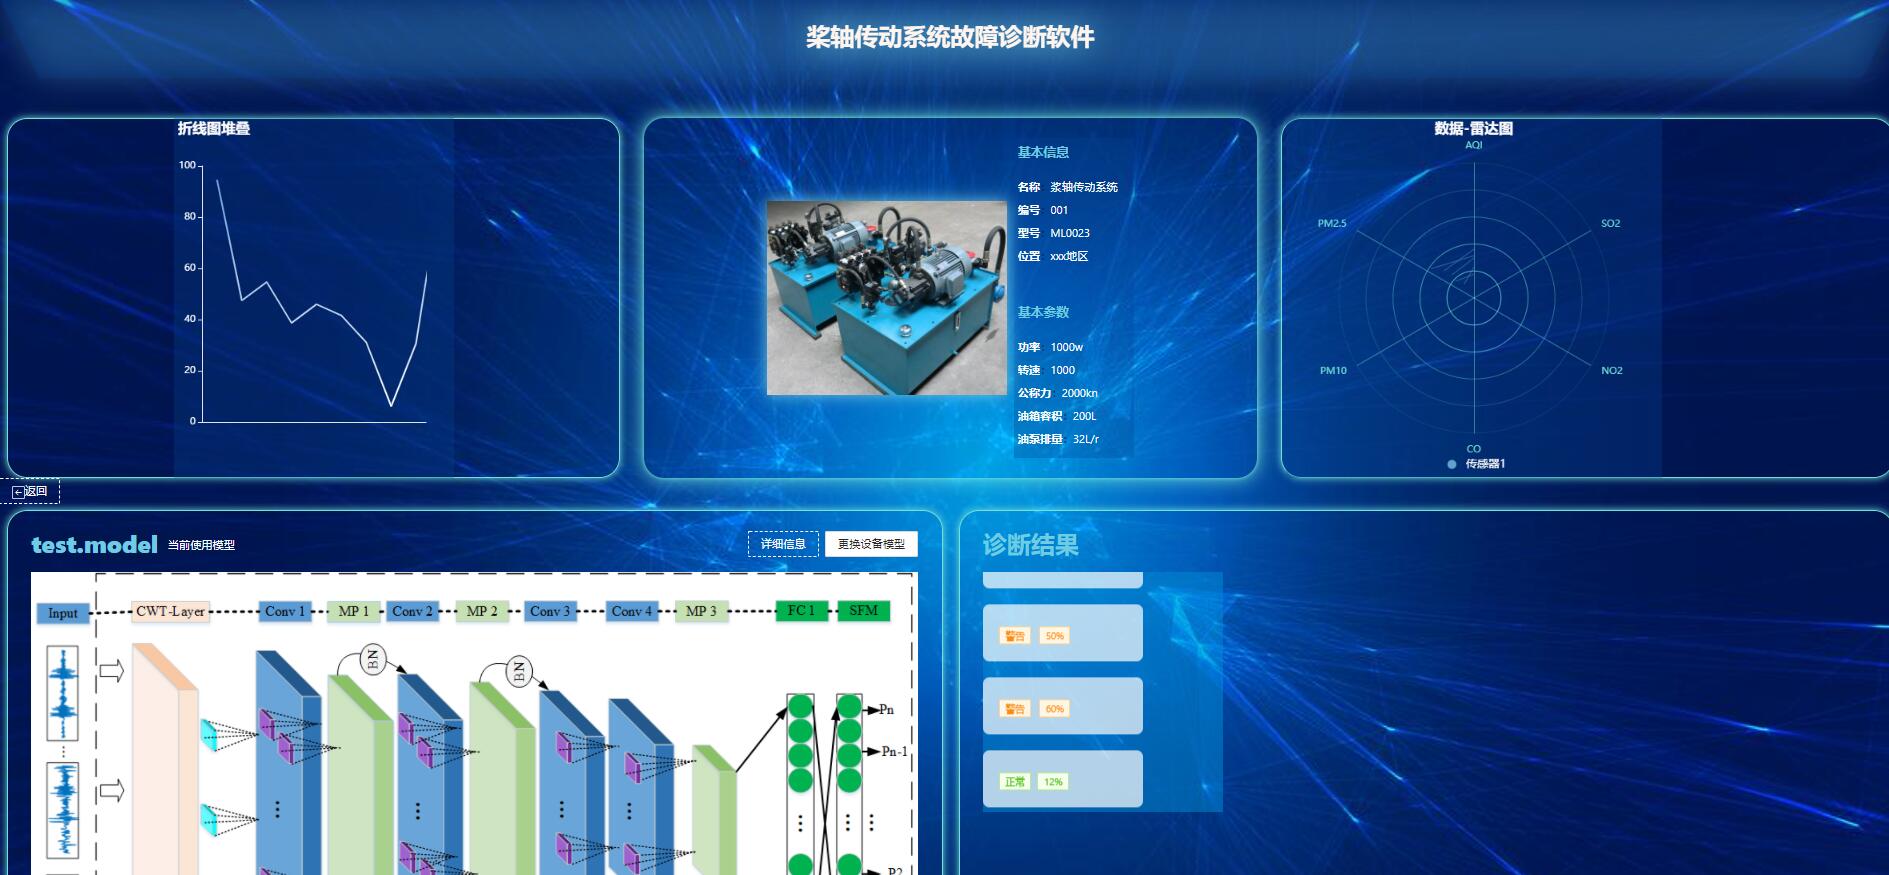 桨轴传动系统故障诊断软件
折线图堆叠
100
80
60
40
20
0
基本信息
名称 浆轴传动系统
编号 001
型号 ML0023
位置 xxx地区
基本参数
功率 1000w
转速 1000
公称力 2000kn
油箱容积 200L
油泵排量 32L/r
数据-雷达图
AQI
PM2.5
SO2
PM10
NO2
CO
传感器1
返回
test.model 当前使用模型
详细信息
更换设备模型
Input
CWT-Layer
Conv 1
MP 1
Conv 2
MP 2
Conv 3
Conv 4
MP 3
FC 1
SFM
BN
BN
Pn
Pn-1
P2
诊断结果
警告 50%
警告 60%
正常 12%